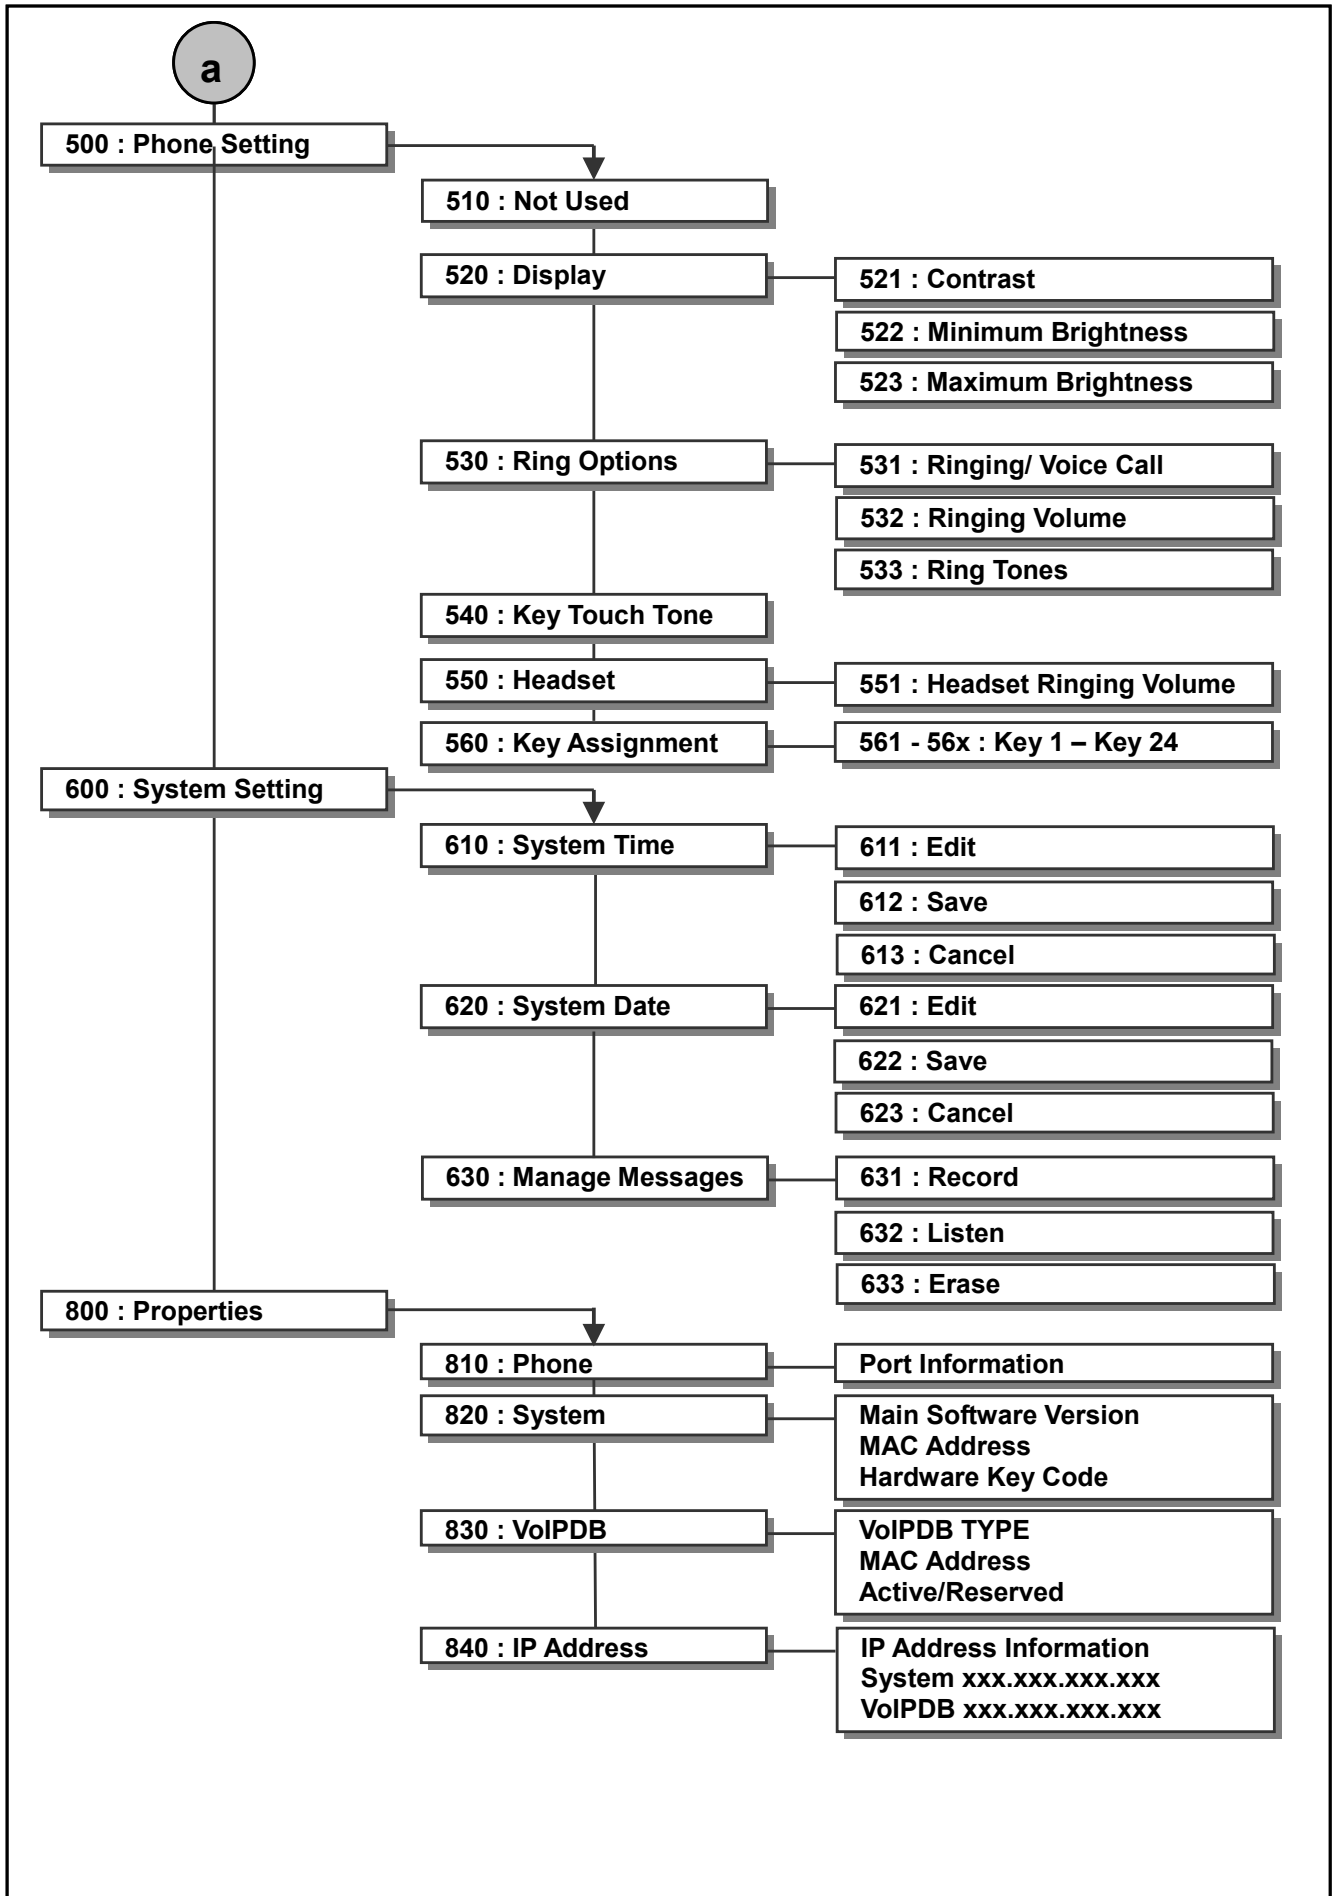 a
500 : Phone Setting
510 : Not Used
520 : Display
521 : Contrast
522 : Minimum Brightness
523 : Maximum Brightness
530 : Ring Options
531 : Ringing/ Voice Call
532 : Ringing Volume
533 : Ring Tones
540 : Key Touch Tone
550 : Headset
551 : Headset Ringing Volume
560 : Key Assignment
561 - 56x : Key 1 – Key 24
600 : System Setting
610 : System Time
611 : Edit
612 : Save
613 : Cancel
620 : System Date
621 : Edit
622 : Save
623 : Cancel
630 : Manage Messages
631 : Record
632 : Listen
633 : Erase
800 : Properties
810 : Phone
Port Information
820 : System
Main Software Version
MAC Address
Hardware Key Code
830 : VoIPDB
VoIPDB TYPE
MAC Address
Active/Reserved
840 : IP Address
IP Address Information
System xxx.xxx.xxx.xxx
VoIPDB xxx.xxx.xxx.xxx